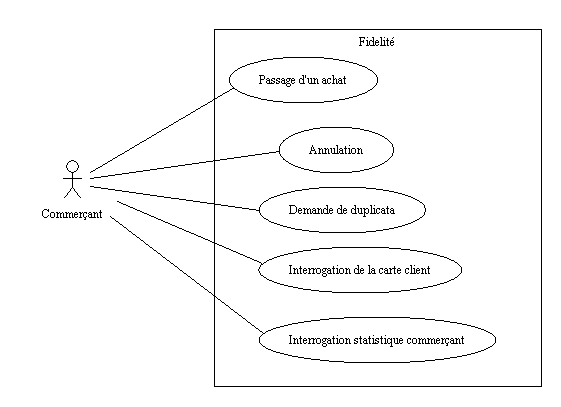 Fidelité
Passage d'un achat
Annulation
Commerçant
Demande de duplicata
Interrogation de la carte client
Interrogation statistique commerçant